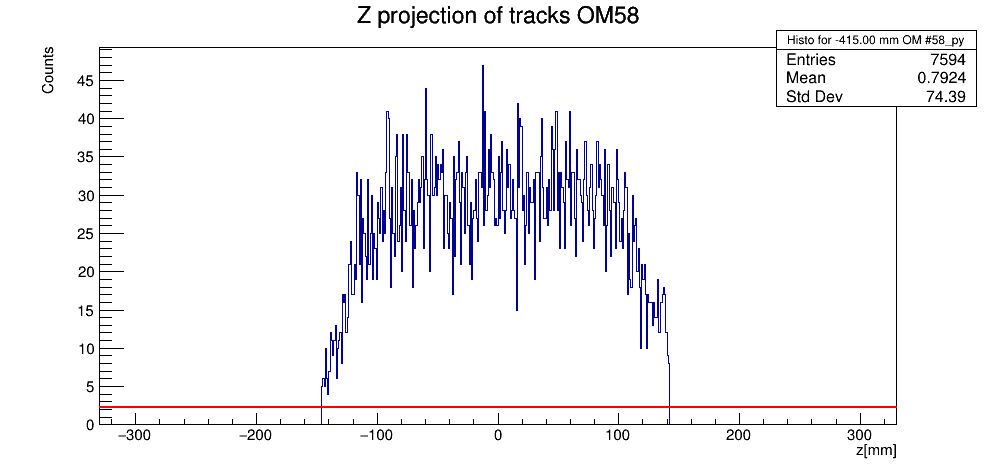 Z projection of tracks OM58
Histo for -415.00 mm OM #58_py
Entries 7594
Mean 0.7924
Std Dev 74.39
Counts
45
40
35
30
25
20
15
10
5
0
−300 −200 −100 0 100 200 300
z[mm]